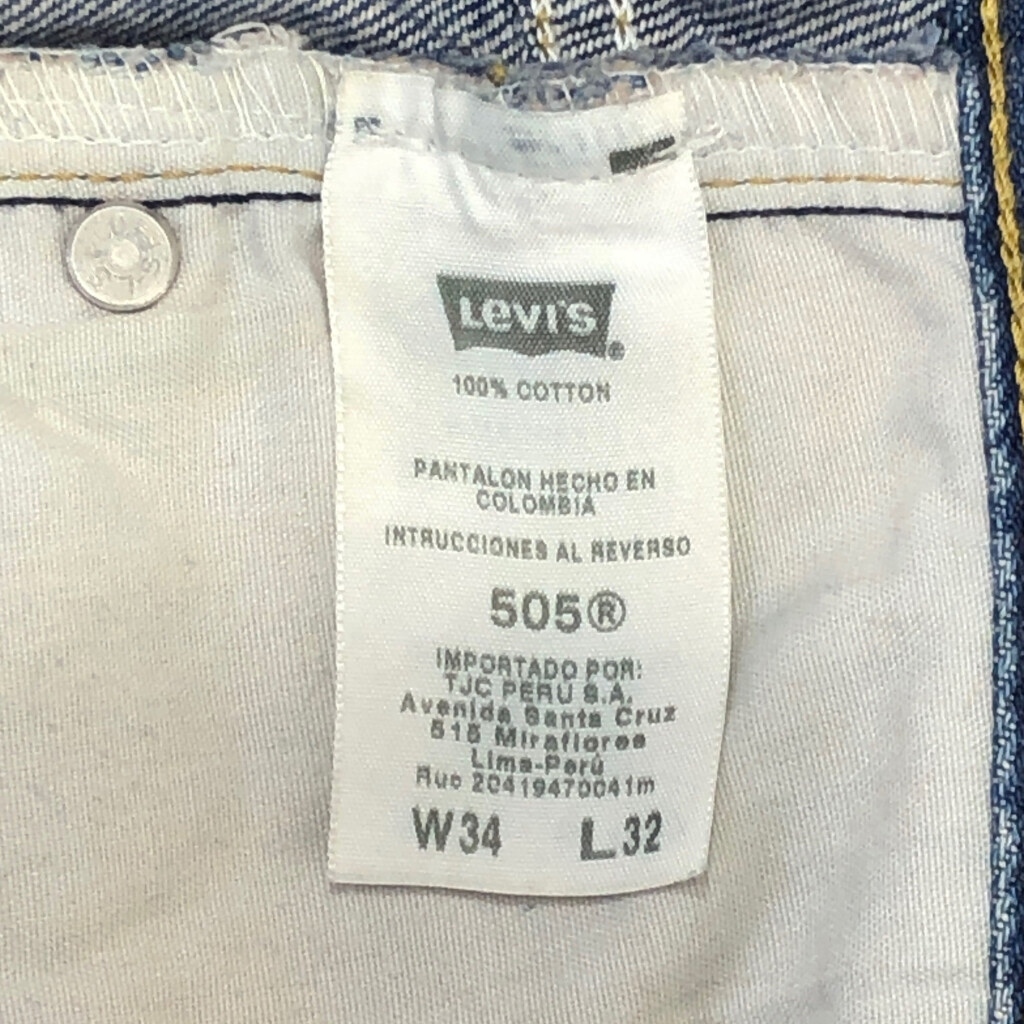 Levi's®
100% COTTON
PANTALON HECHO EN
COLOMBIA
INTRUCCIONES AL REVERSO
505®
IMPORTADO POR:
TJC PERU S.A.
Avenida Santa Cruz
515 Miraflores
Lima-Perú
Ruc 20419470041m
W34 L32